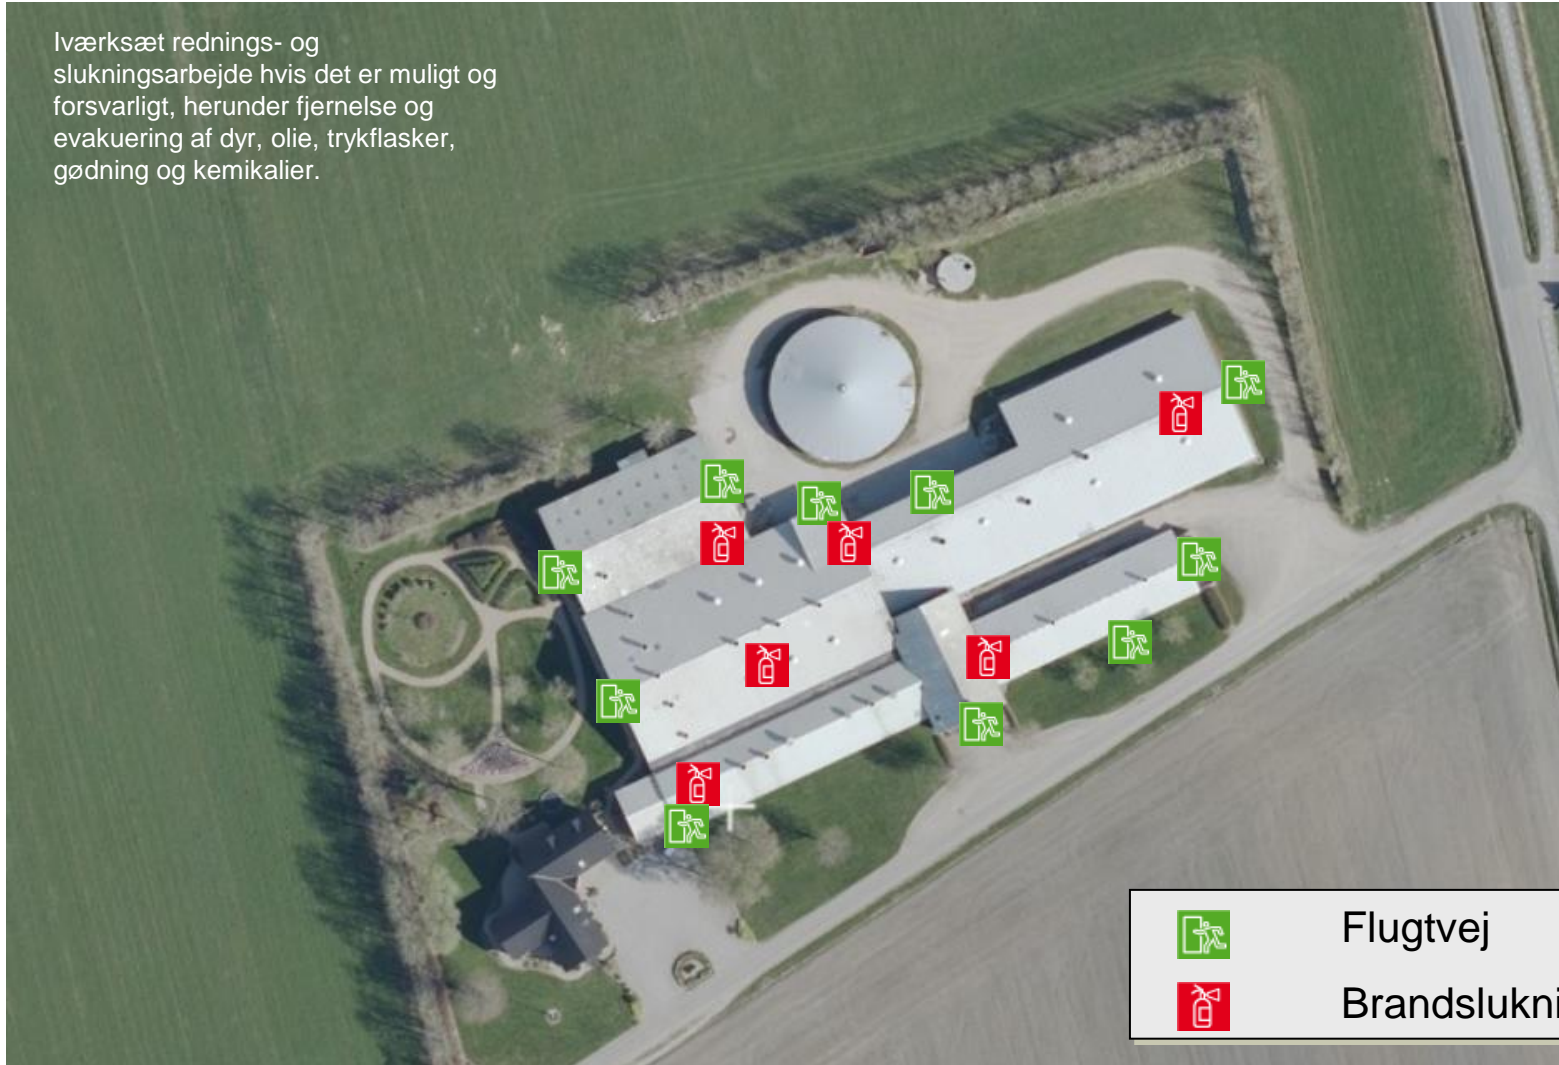 Iværksæt rednings- og
slukningsarbejde hvis det er muligt og
forsvarligt, herunder fjernelse og
evakuering af dyr, olie, trykflasker,
gødning og kemikalier.
Flugtvej
Brandslukni